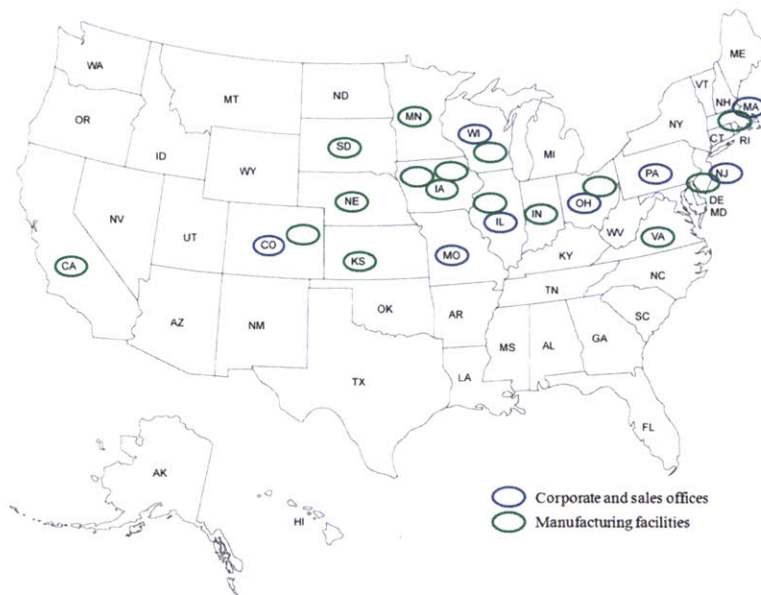 ME
WA
VT
MT
ND
NH
MA
MN
OR
WI
NY
CT
RI
ID
SD
MI
WY
PA
NJ
IA
NE
OH
DE
IL
IN
MD
NV
WV
UT
CO
VA
CA
KS
MO
KY
NC
TN
OK
AZ
NM
AR
SC
MS
AL
GA
LA
TX
FL
AK
Corporate and sales offices
HI
Manufacturing facilities